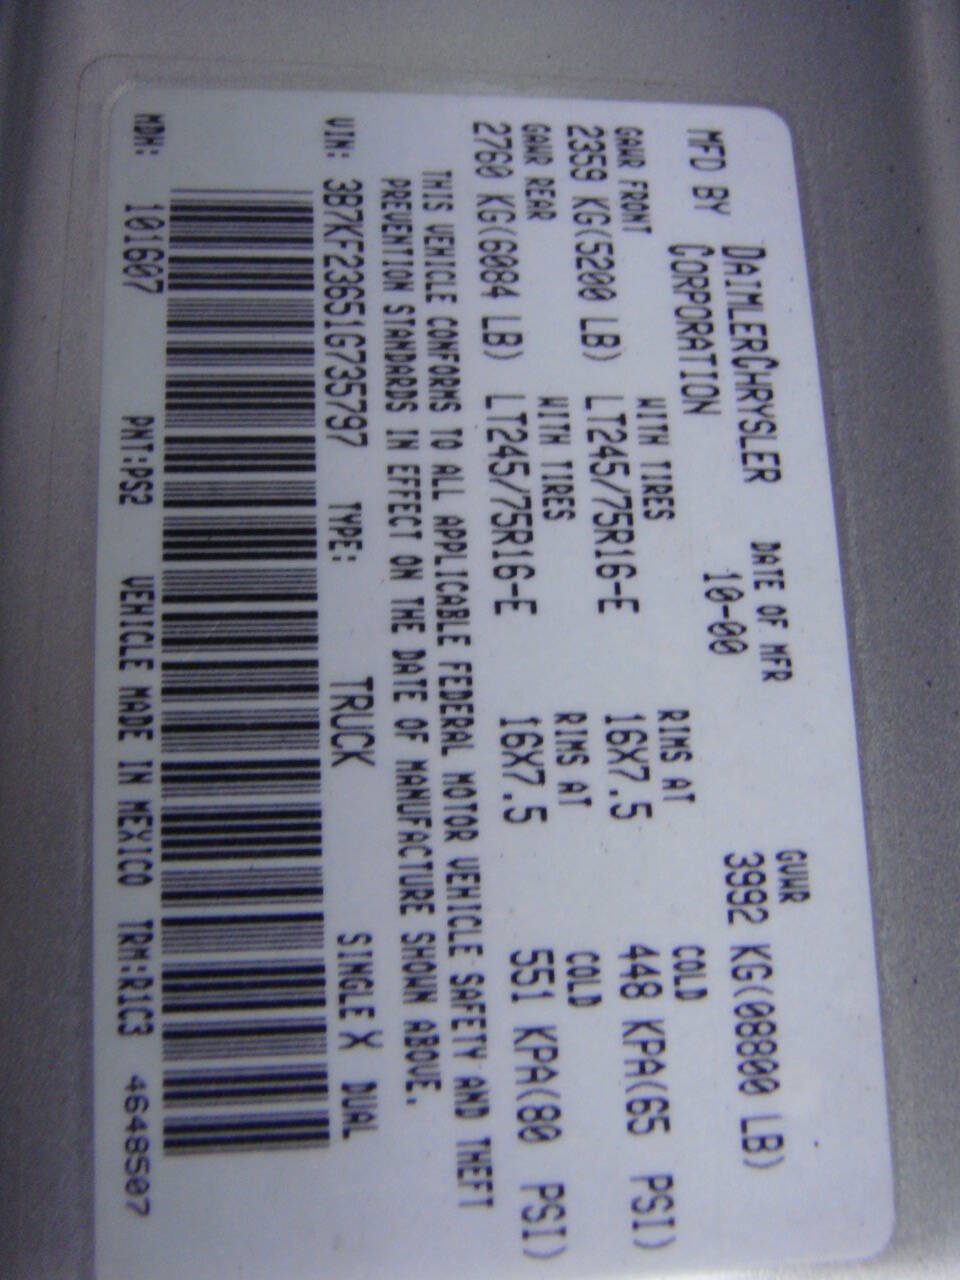 MFD BY DAIMLERCHRYSLER CORPORATION DATE OF MFR 10-00 GVWR 3992 KG(08800 LB)
GAWR FRONT WITH TIRES RIMS AT COLD
2359 KG(5200 LB) LT245/75R16-E 16X7.5 448 KPA(65 PSI)
GAWR REAR WITH TIRES RIMS AT COLD
2760 KG(6084 LB) LT245/75R16-E 16X7.5 551 KPA(80 PSI)
THIS VEHICLE CONFORMS TO ALL APPLICABLE FEDERAL MOTOR VEHICLE SAFETY AND THEFT
PREVENTION STANDARDS IN EFFECT ON THE DATE OF MANUFACTURE SHOWN ABOVE.
VIN: 3B7KF23651G735797 TYPE: TRUCK SINGLE X DUAL
MDH: 101607 PNT:PS2 VEHICLE MADE IN MEXICO TRM:R1C3 4648507